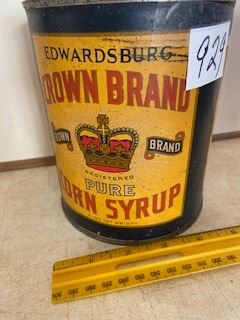 EDWARDSBURG
CROWN BRAND
CROWN BRAND
REGISTERED
PURE
CORN SYRUP
929